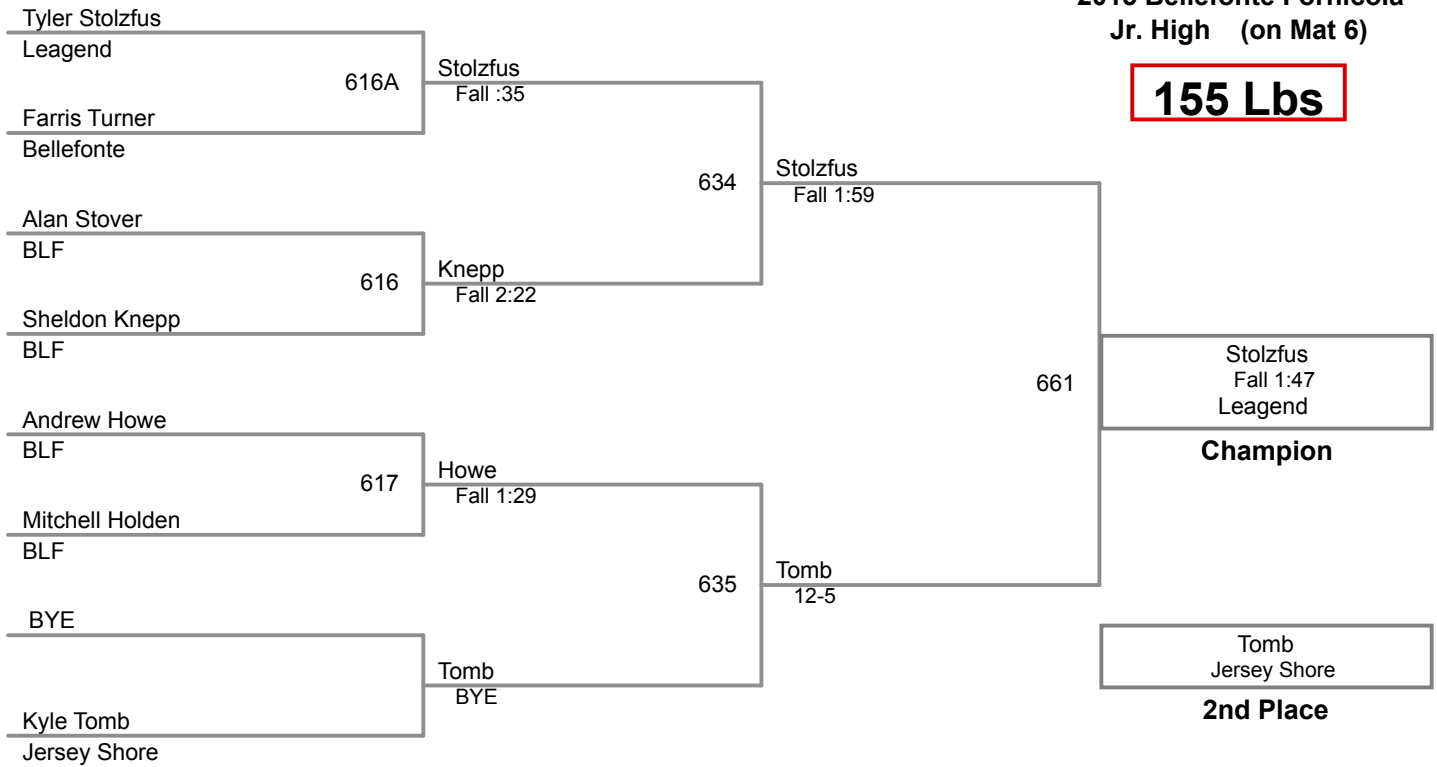 Jr. High (on Mat 6)
155 Lbs
Tyler Stolzfus
Leagend
616A
Farris Turner
Bellefonte
Stolzfus
Fall :35
Alan Stover
BLF
616
Sheldon Knepp
BLF
Knepp
Fall 2:22
634
Stolzfus
Fall 1:59
Andrew Howe
BLF
617
Mitchell Holden
BLF
Howe
Fall 1:29
BYE
Kyle Tomb
Jersey Shore
Tomb
BYE
635
Tomb
12-5
661
Stolzfus
Fall 1:47
Leagend
Champion
Tomb
Jersey Shore
2nd Place